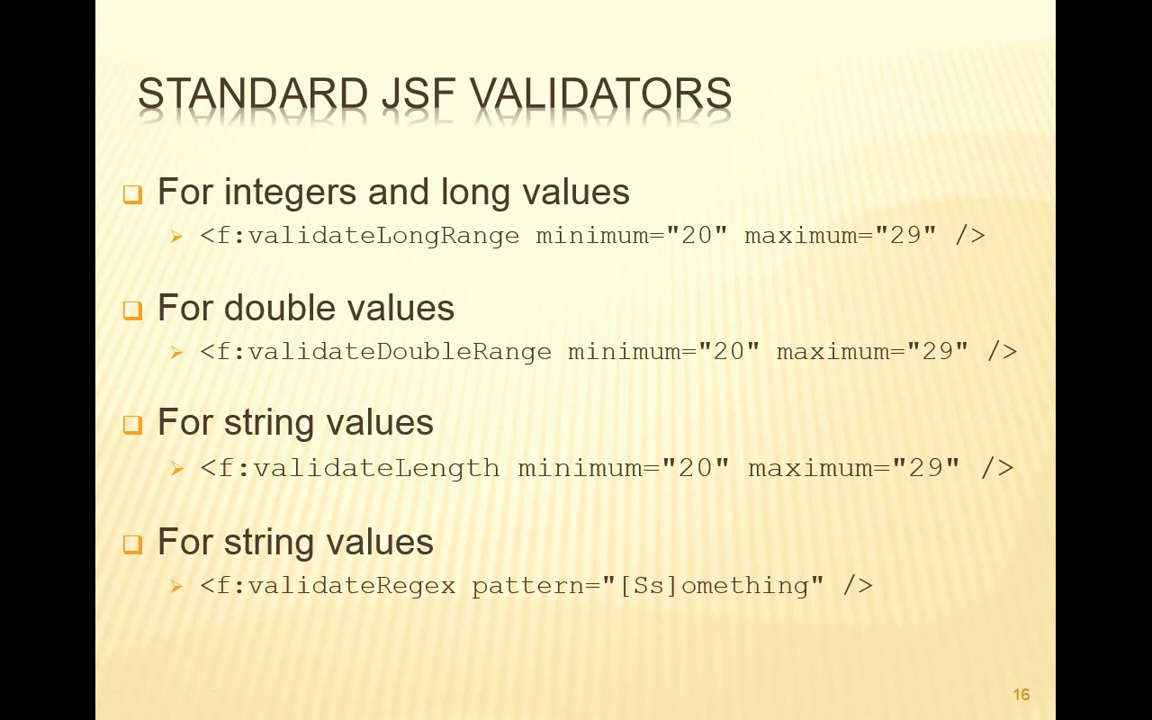 STANDARD JSF VALIDATORS
For integers and long values
<f:validateLongRange minimum="20" maximum="29" />
For double values
<f:validateDoubleRange minimum="20" maximum="29" />
For string values
<f:validateLength minimum="20" maximum="29" />
For string values
<f:validateRegex pattern="[Ss]omething" />
16